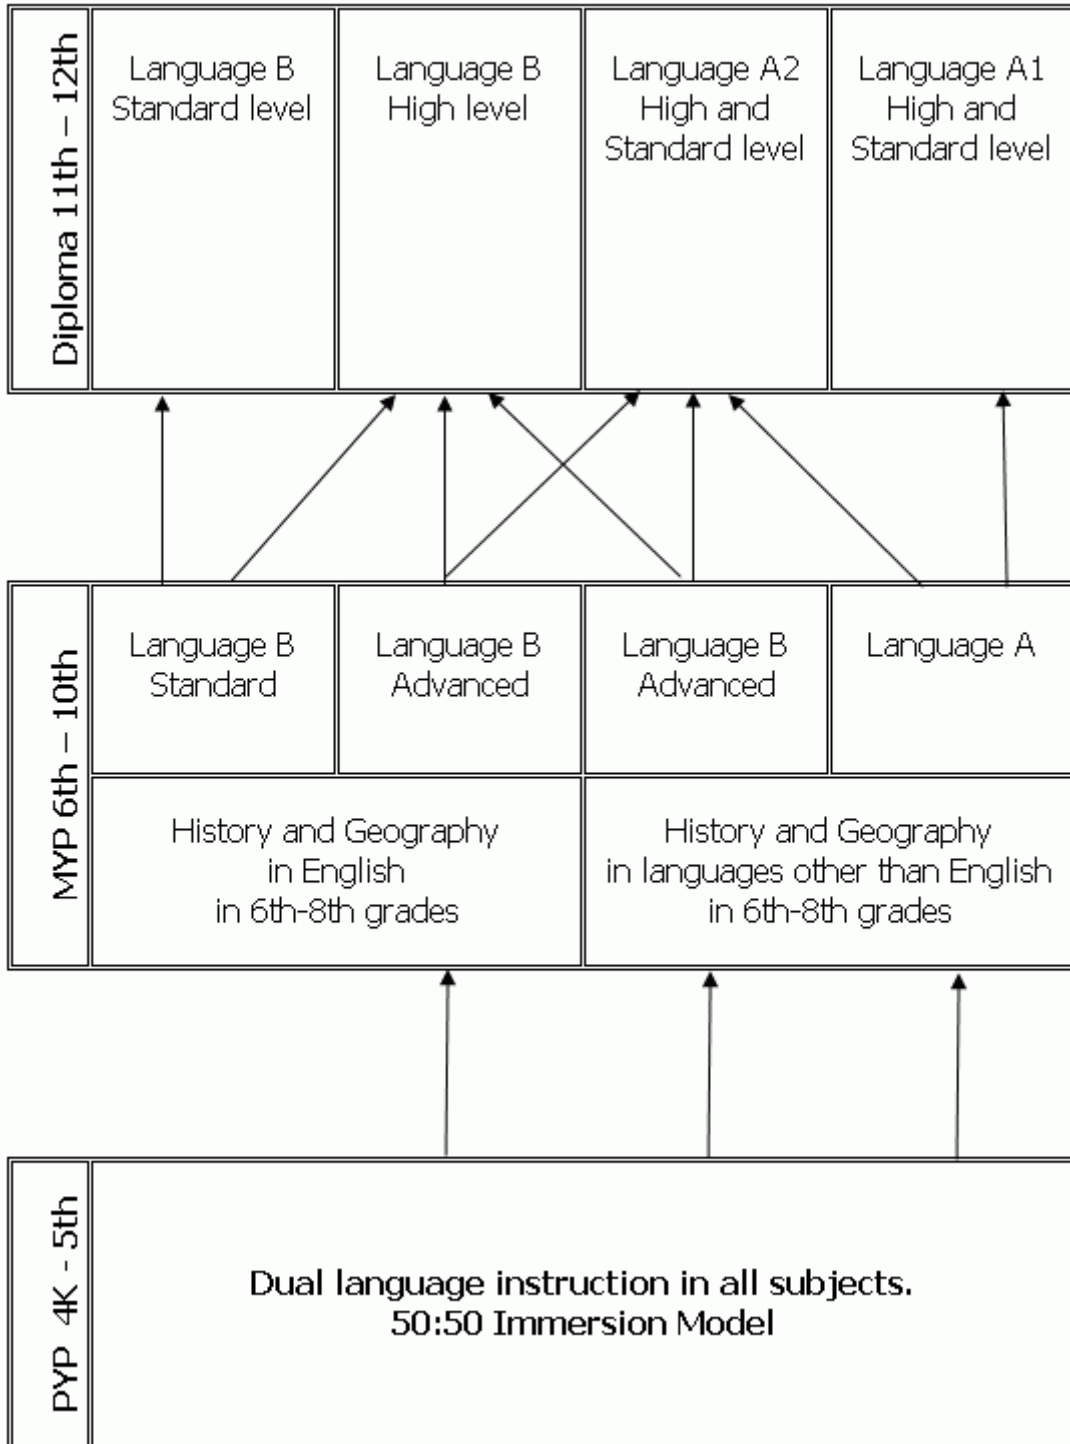 Diploma 11th – 12th
Language B
Standard level
Language B
High level
Language A2
High and
Standard level
Language A1
High and
Standard level
MYP 6th – 10th
Language B
Standard
Language B
Advanced
Language B
Advanced
Language A
History and Geography
in English
in 6th-8th grades
History and Geography
in languages other than English
in 6th-8th grades
PYP 4K - 5th
Dual language instruction in all subjects.
50:50 Immersion Model